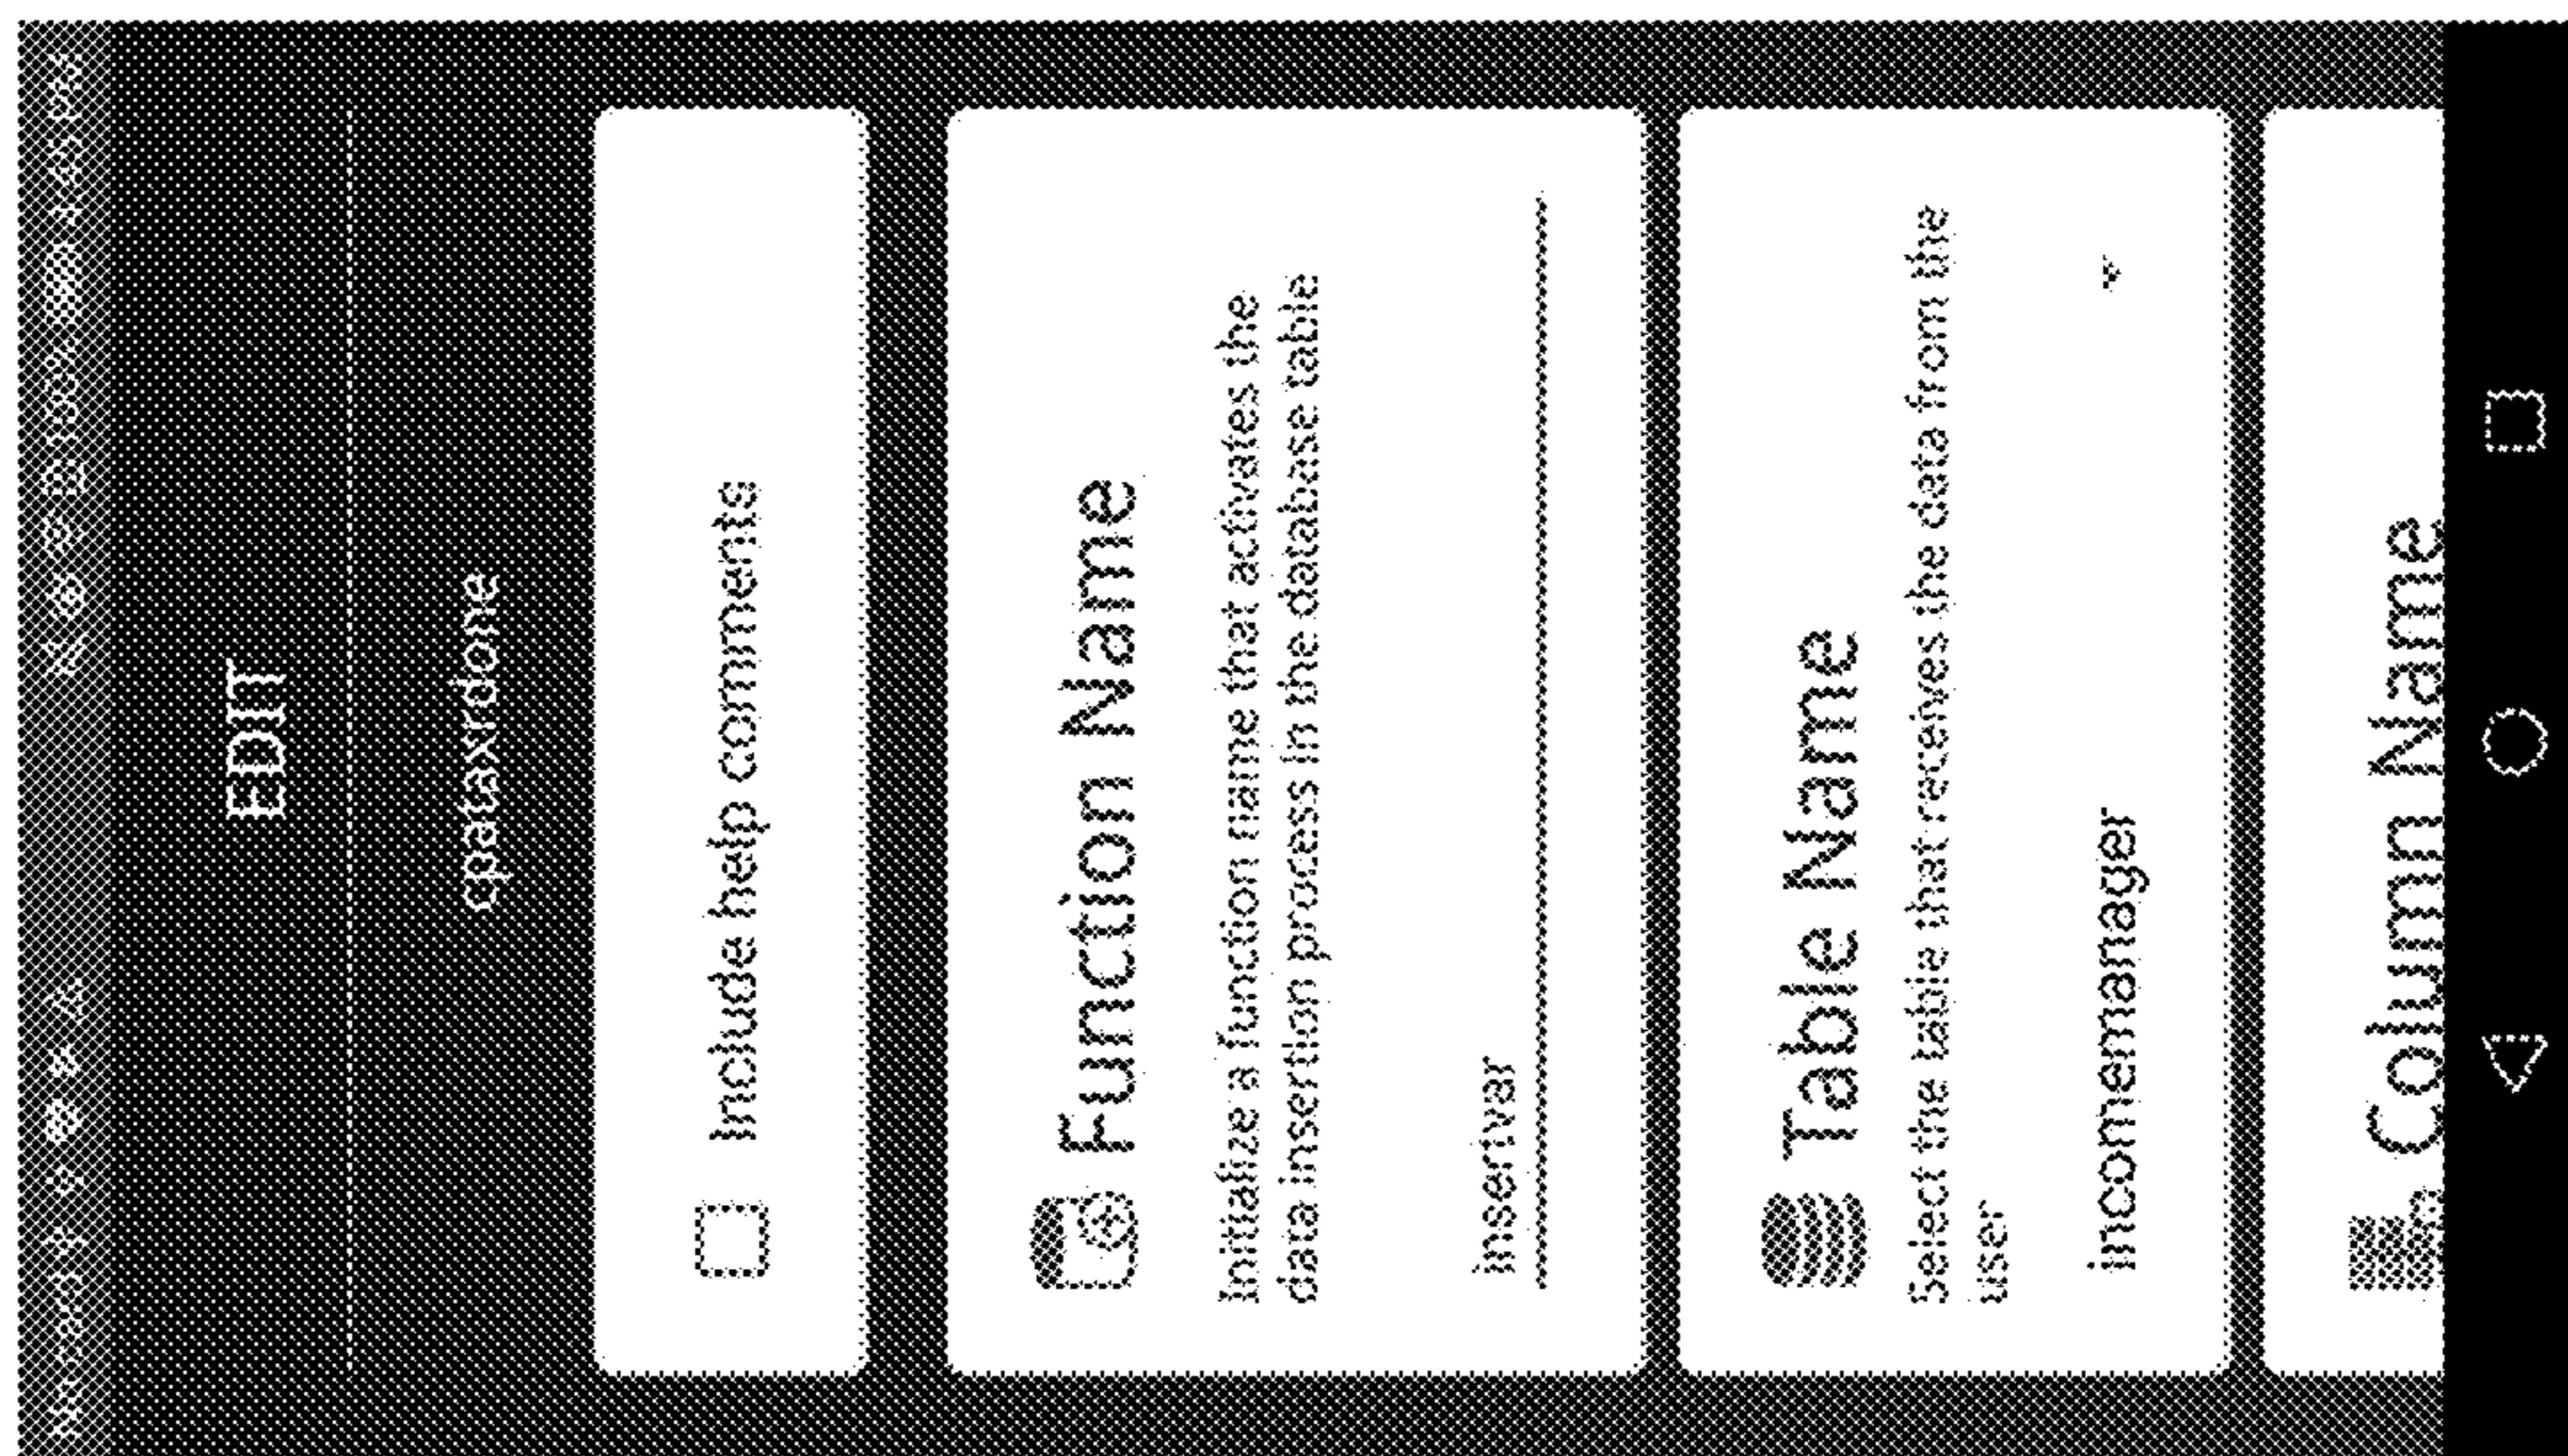 EDIT
cpataxrdone
Include help comments
Function Name
Initialize a function name that activates the
data insertion process in the database table
insertvar
Table Name
Select the table that receives the data from the
user
incomemanager
Column Name